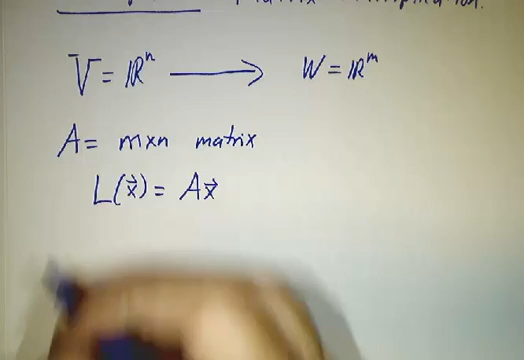 V = ℝⁿ ⟶ W = ℝᵐ
A = m×n matrix
L(x⃗) = Ax⃗